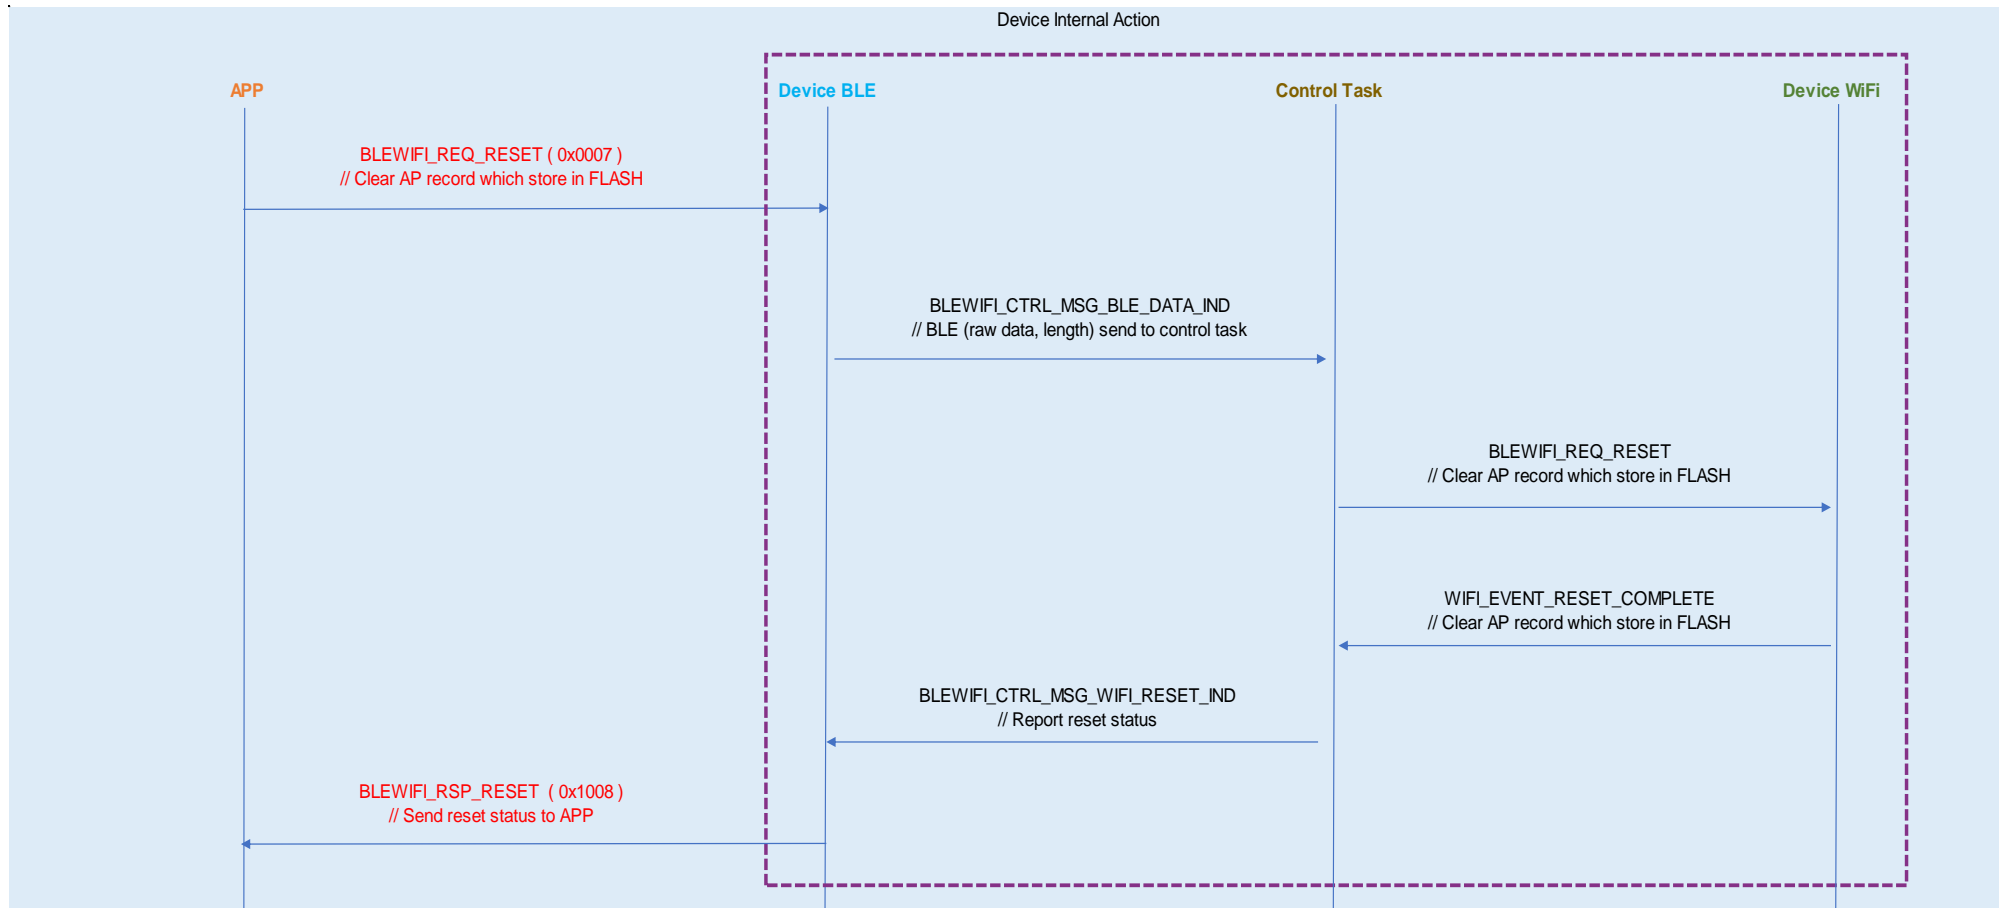 Device Internal Action
APP
Device BLE
Control Task
Device WiFi
BLEWIFI_REQ_RESET ( 0x0007 )
// Clear AP record which store in FLASH
BLEWIFI_CTRL_MSG_BLE_DATA_IND
// BLE (raw data, length) send to control task
BLEWIFI_REQ_RESET
// Clear AP record which store in FLASH
WIFI_EVENT_RESET_COMPLETE
// Clear AP record which store in FLASH
BLEWIFI_CTRL_MSG_WIFI_RESET_IND
// Report reset status
BLEWIFI_RSP_RESET ( 0x1008 )
// Send reset status to APP